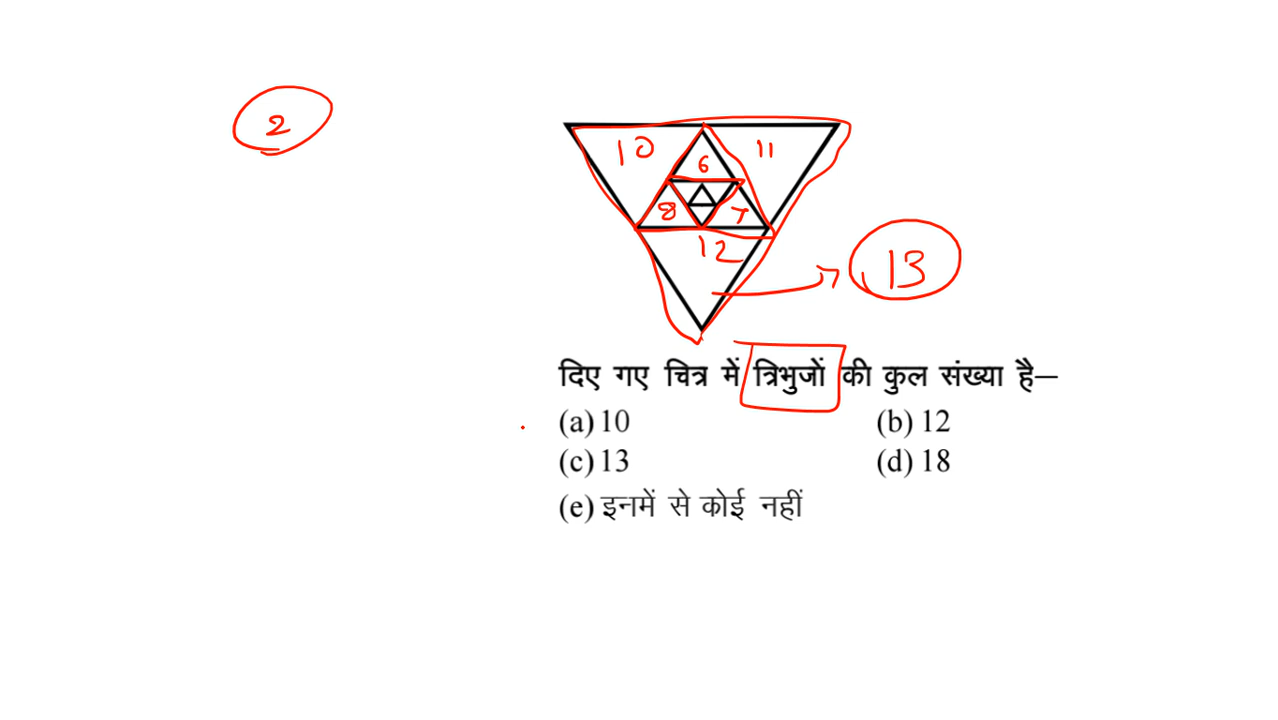 2
10
11
6
8
7
12
13
दिए गए चित्र में त्रिभुजों की कुल संख्या है—
(a) 10 (b) 12
(c) 13 (d) 18
(e) इनमें से कोई नहीं